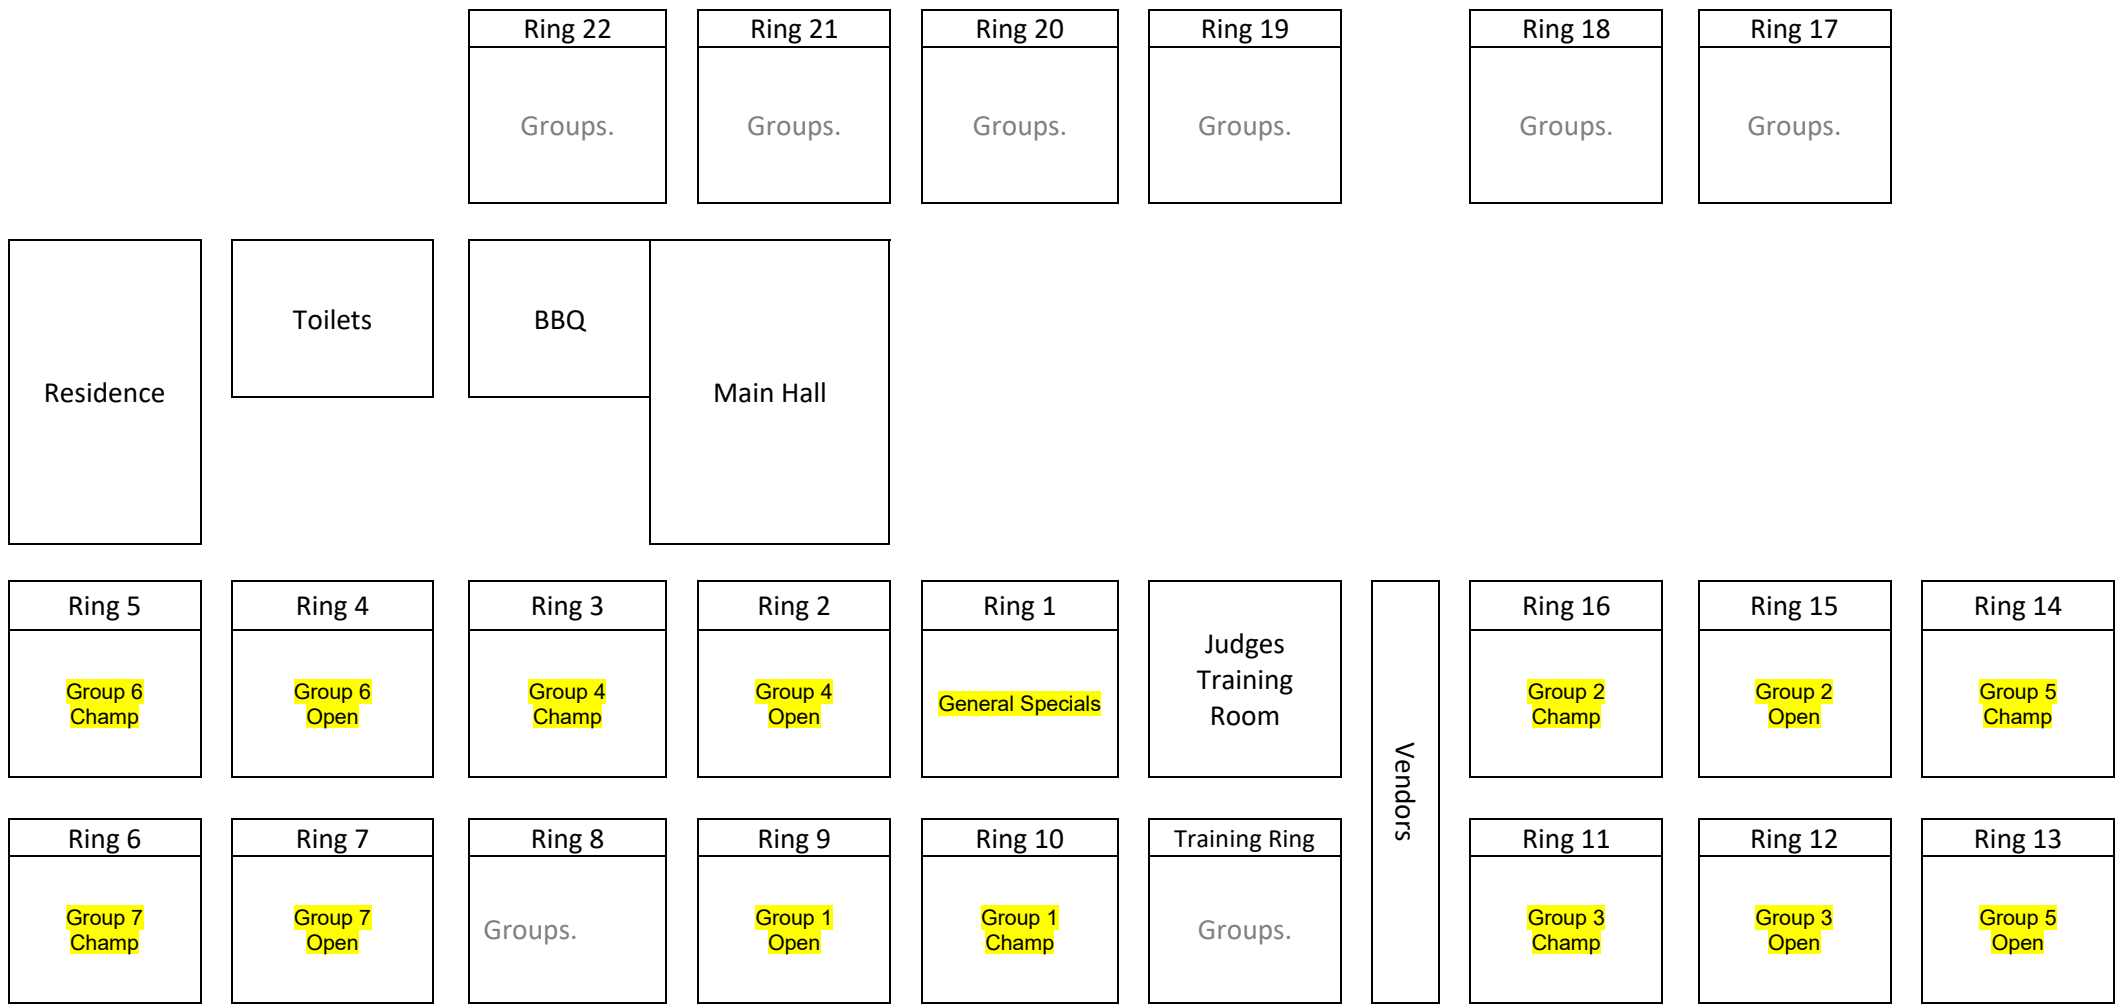 Ring 22
Ring 21
Ring 20
Ring 19
Ring 18
Ring 17
Groups.
Groups.
Groups.
Groups.
Groups.
Groups.
Residence
Toilets
BBQ
Main Hall
Ring 5
Ring 4
Ring 3
Ring 2
Ring 1
Judges
Training
Room
Vendors
Ring 16
Ring 15
Ring 14
Group 6
Champ
Group 6
Open
Group 4
Champ
Group 4
Open
General Specials
Group 2
Champ
Group 2
Open
Group 5
Champ
Ring 6
Ring 7
Ring 8
Ring 9
Ring 10
Training Ring
Ring 11
Ring 12
Ring 13
Group 7
Champ
Group 7
Open
Groups.
Group 1
Open
Group 1
Champ
Groups.
Group 3
Champ
Group 3
Open
Group 5
Open